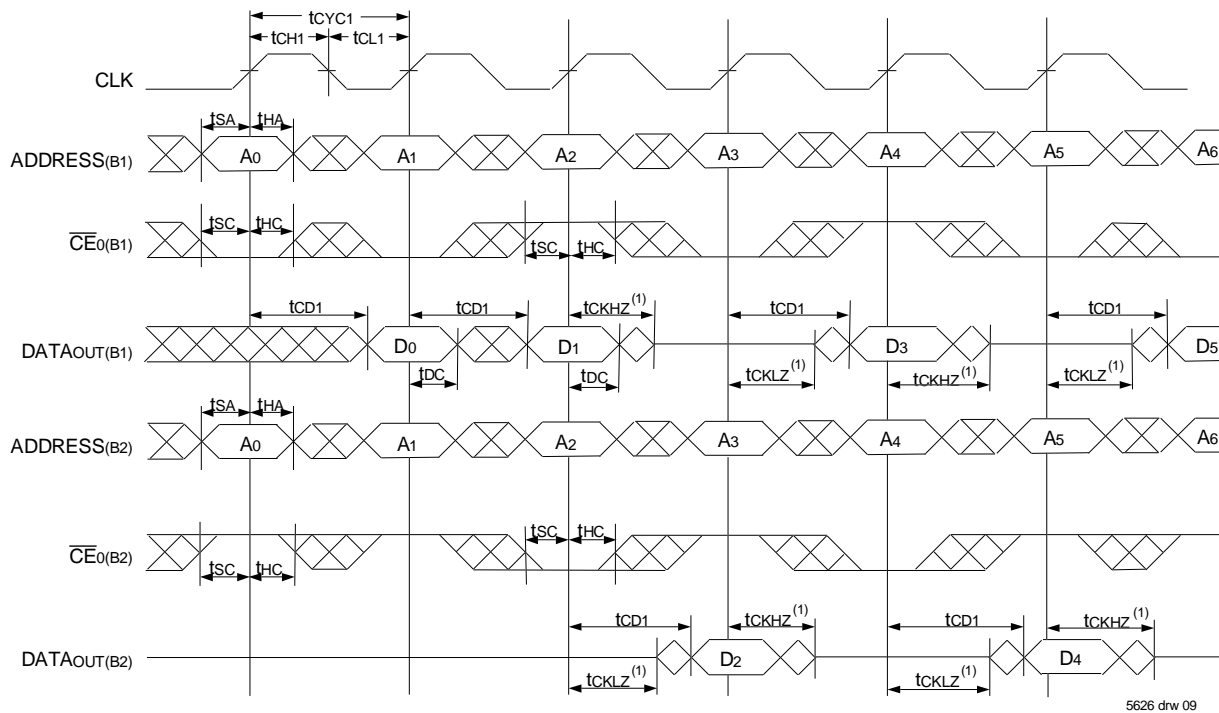 tCYC1
tCH1 tCL1
CLK
tSA tHA
ADDRESS(B1) A0 A1 A2 A3 A4 A5 A6
tSC tHC
CE0(B1)
tSC tHC
tCD1 tCD1 tCKHZ(1) tCD1 tCD1
DATAOUT(B1) D0 D1 D3 D5
tDC tDC tCKLZ(1) tCKHZ(1) tCKLZ(1)
tSA tHA
ADDRESS(B2) A0 A1 A2 A3 A4 A5 A6
tSC tHC
CE0(B2)
tSC tHC
tCD1 tCKHZ(1) tCD1 tCKHZ(1)
DATAOUT(B2) D2 D4
tCKLZ(1) tCKLZ(1)
5626 drw 09